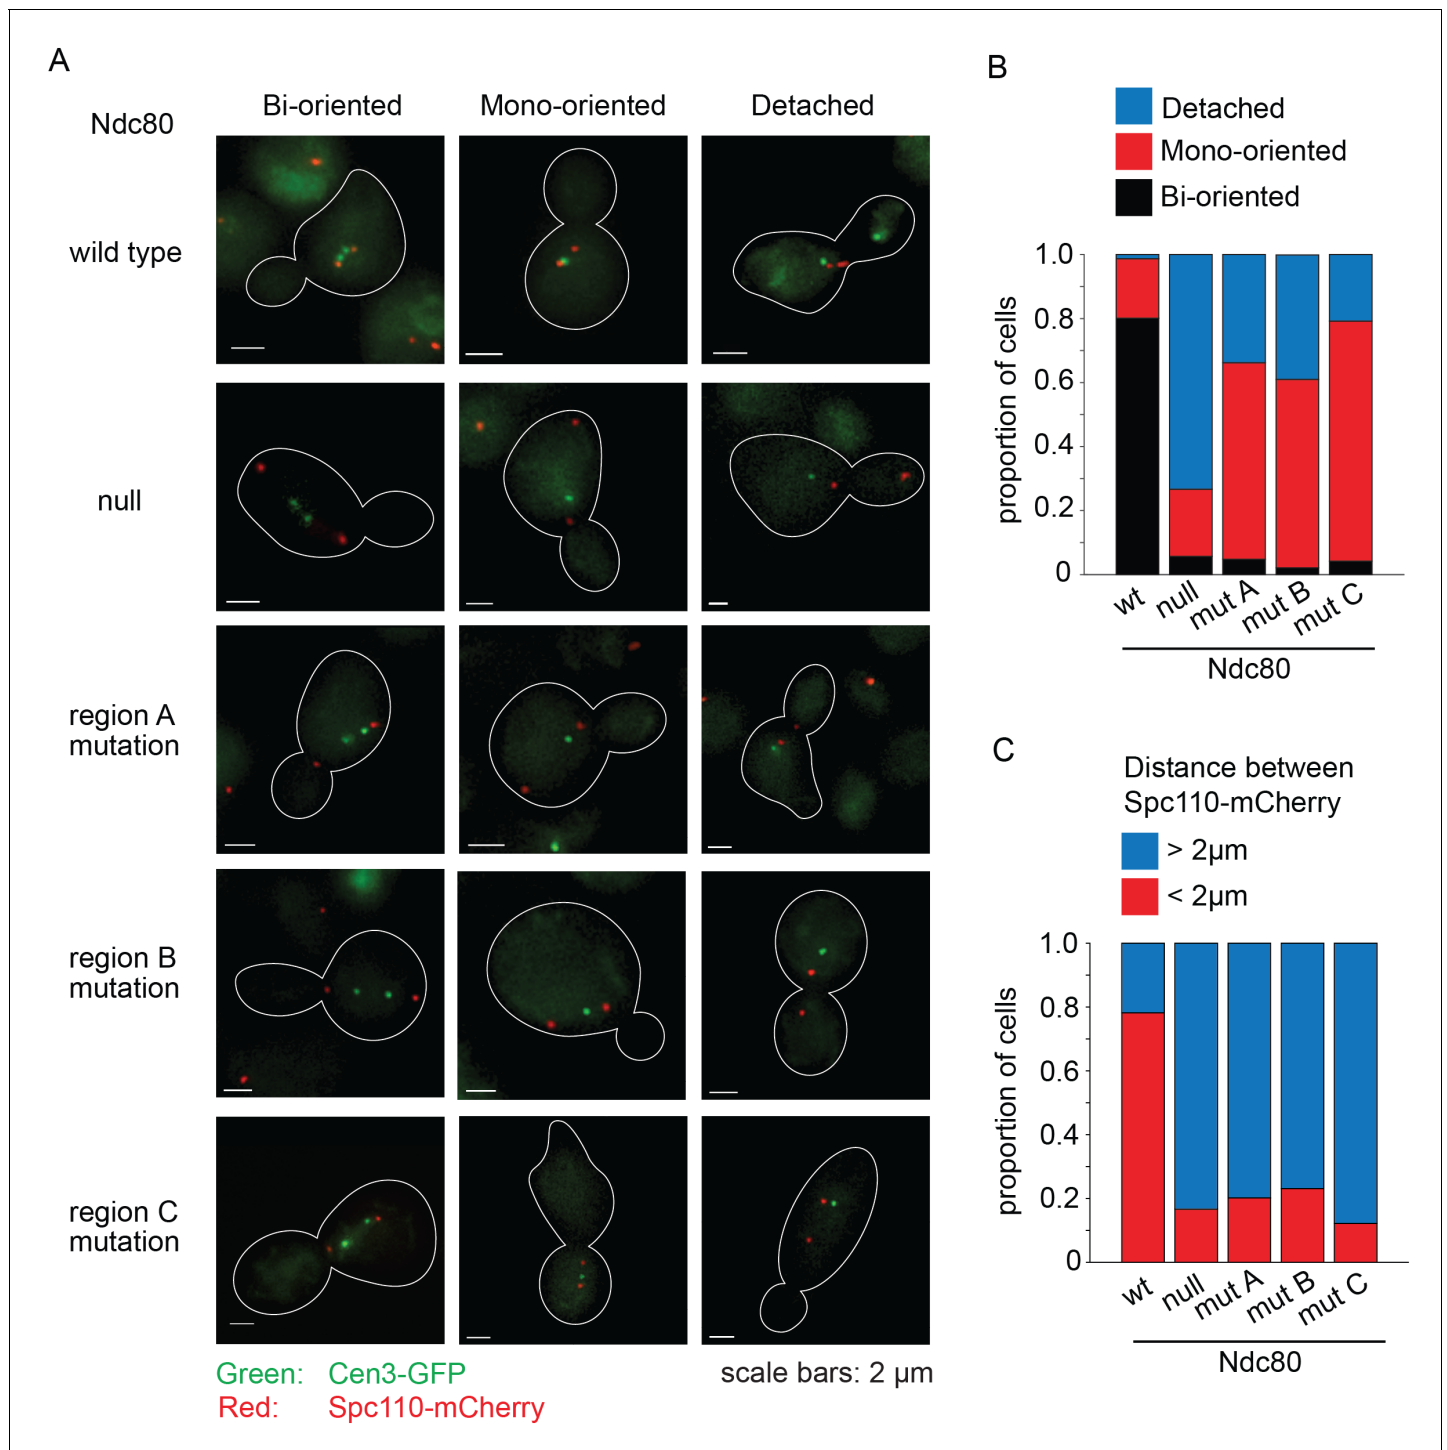 A
Ndc80
Bi-oriented
Mono-oriented
Detached
wild type
null
region A
mutation
region B
mutation
region C
mutation
Green: Cen3-GFP
Red: Spc110-mCherry
scale bars: 2 µm
B
Detached
Mono-oriented
Bi-oriented
proportion of cells
1.0
0.8
0.6
0.4
0.2
0
wt
null
mut A
mut B
mut C
Ndc80
C
Distance between
Spc110-mCherry
> 2µm
< 2µm
proportion of cells
1.0
0.8
0.6
0.4
0.2
0
wt
null
mut A
mut B
mut C
Ndc80